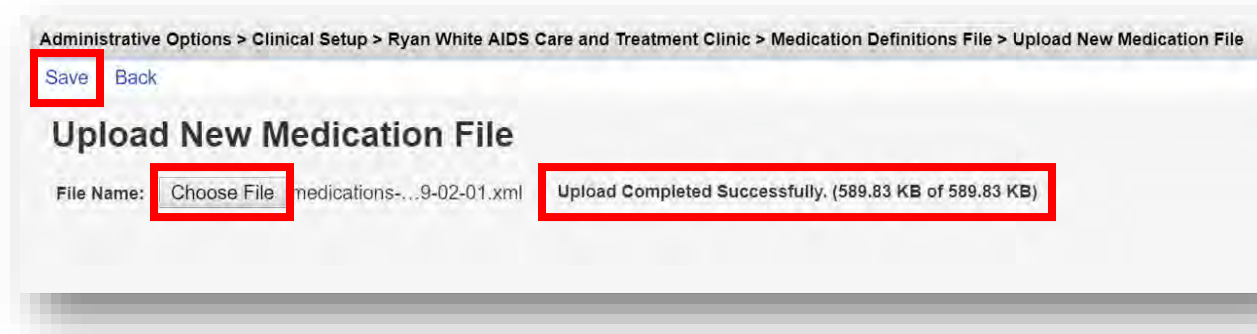 Administrative Options > Clinical Setup > Ryan White AIDS Care and Treatment Clinic > Medication Definitions File > Upload New Medication File
Save Back
Upload New Medication File
File Name: Choose File medications-...9-02-01.xml Upload Completed Successfully. (589.83 KB of 589.83 KB)